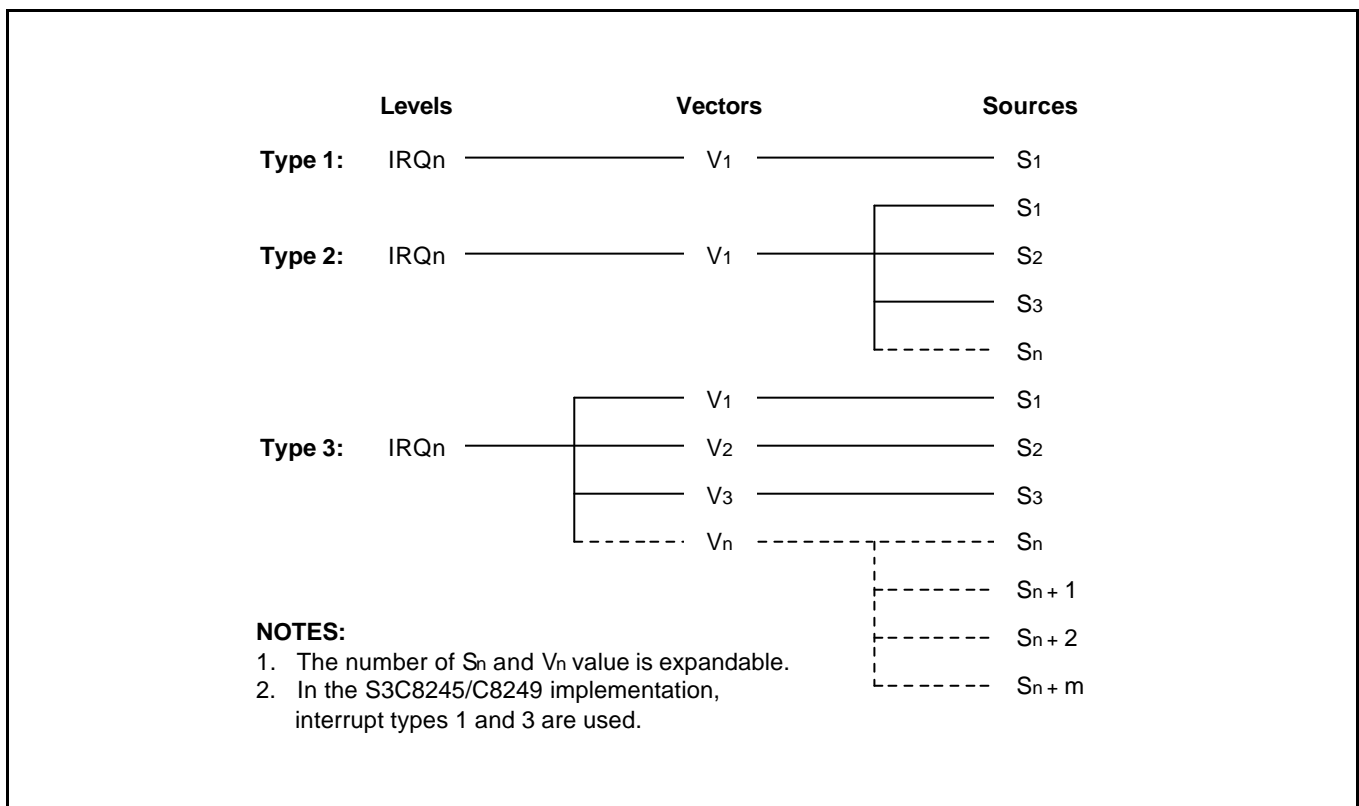 Levels Vectors Sources
Type 1: IRQn V1 S1
S1
Type 2: IRQn V1 S2
S3
Sn
V1 S1
Type 3: IRQn V2 S2
V3 S3
Vn Sn
Sn + 1
Sn + 2
Sn + m
NOTES:
1. The number of Sn and Vn value is expandable.
2. In the S3C8245/C8249 implementation,
interrupt types 1 and 3 are used.